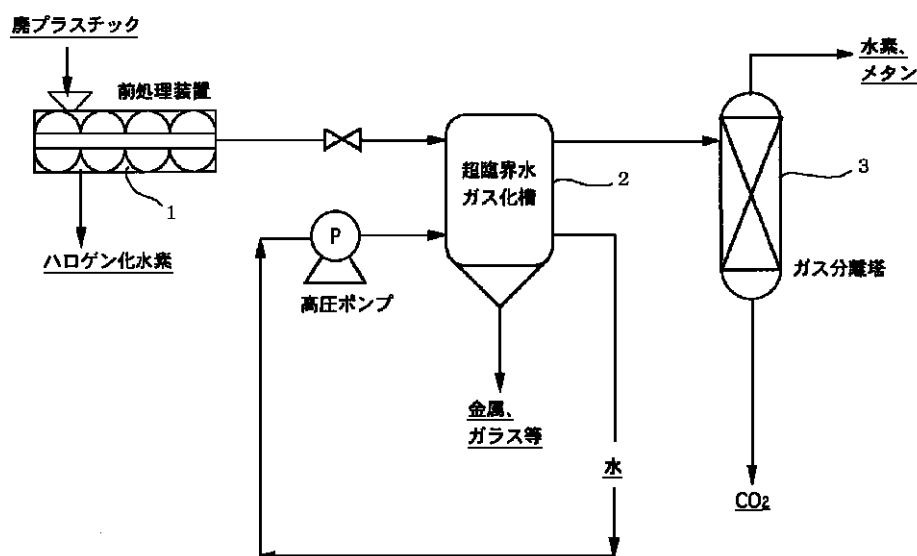 廃プラスチック
前処理装置
1
ハロゲン化水素
P
高圧ポンプ
超臨界水
ガス化槽
2
金属、
ガラス等
水
水素、
メタン
3
ガス分離塔
CO₂